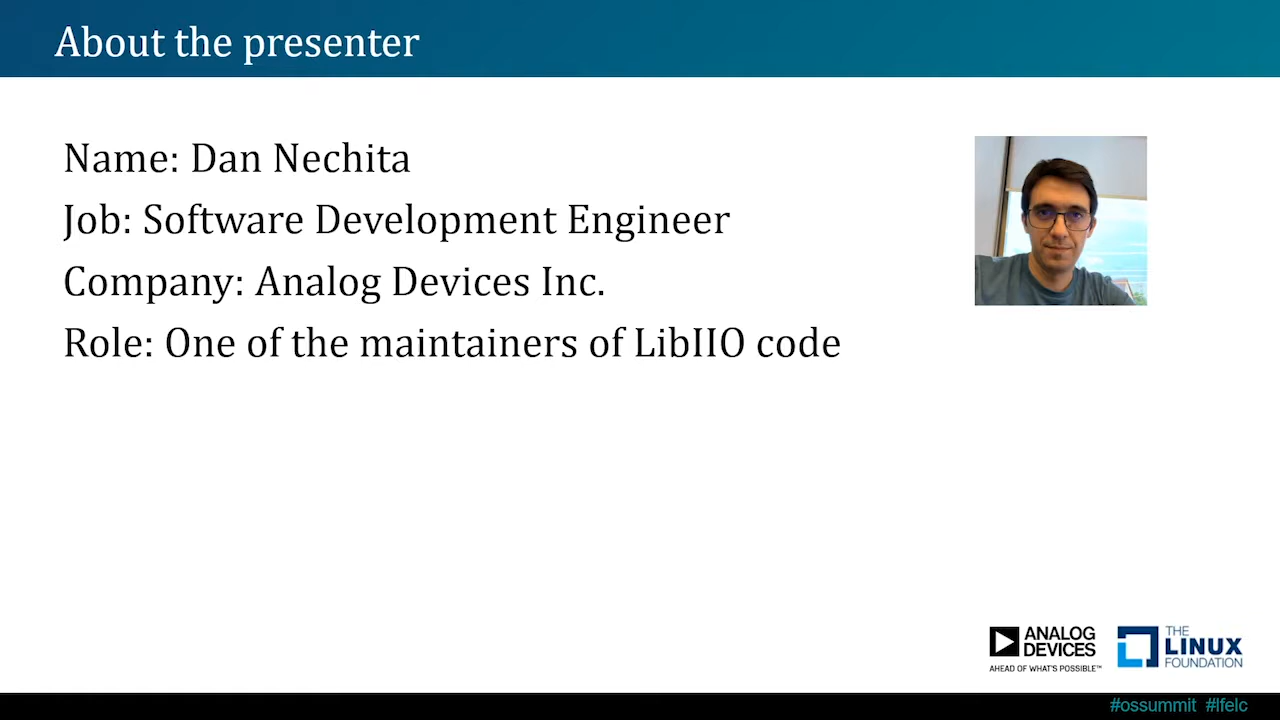 About the presenter
Name: Dan Nechita
Job: Software Development Engineer
Company: Analog Devices Inc.
Role: One of the maintainers of LibIIO code
ANALOG
DEVICES
AHEAD OF WHAT'S POSSIBLE™
THE
LINUX
FOUNDATION
#ossummit #lfelc